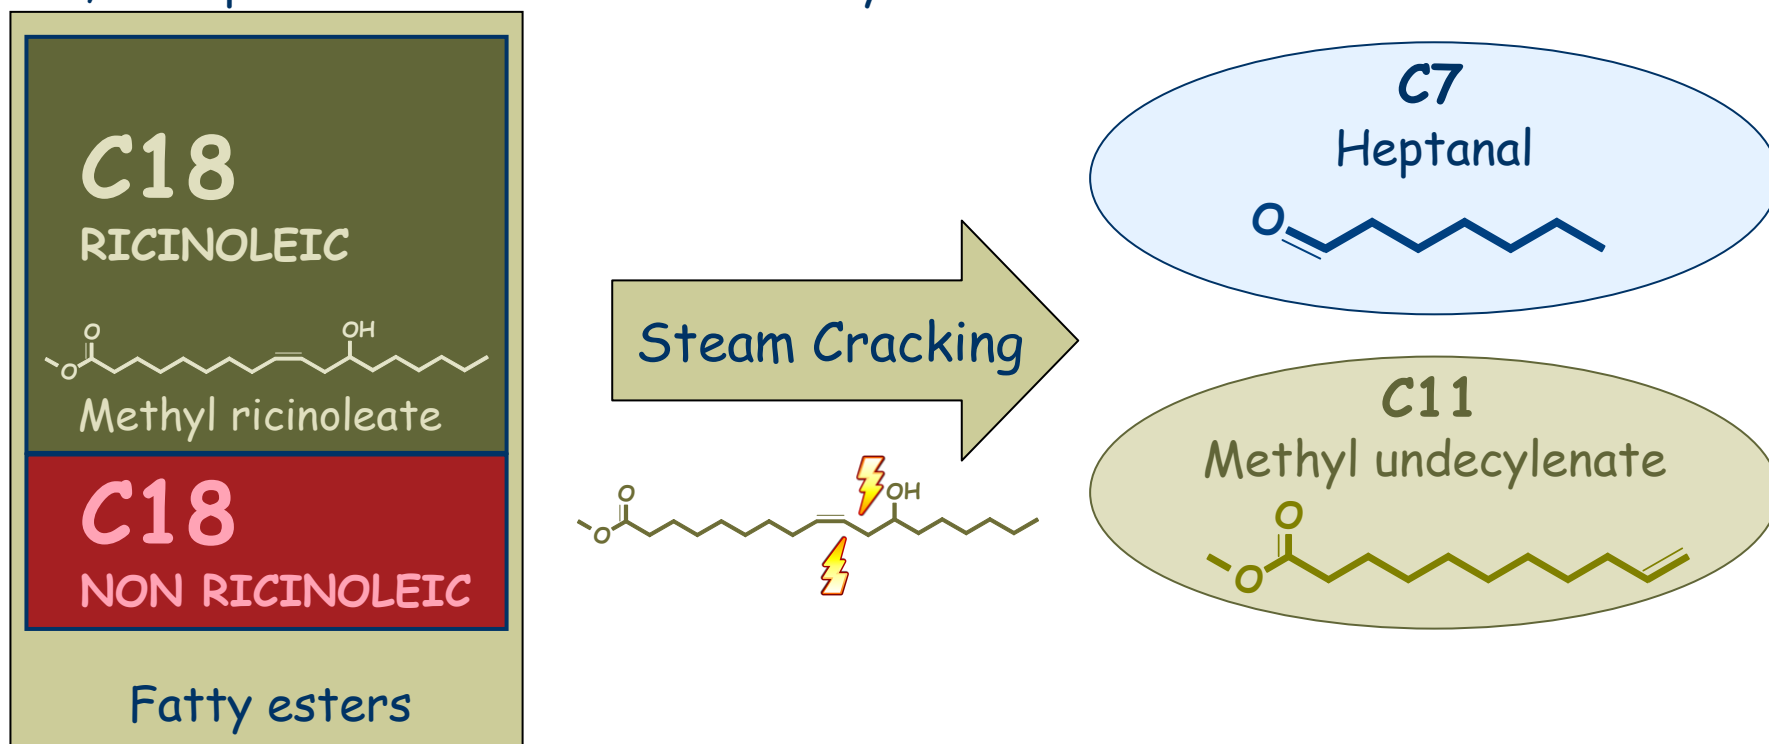 C18
RICINOLEIC
O
OH
O
Methyl ricinoleate
C18
NON RICINOLEIC
Fatty esters
Steam Cracking
O
OH
O
C7
Heptanal
O
C11
Methyl undecylenate
O
O